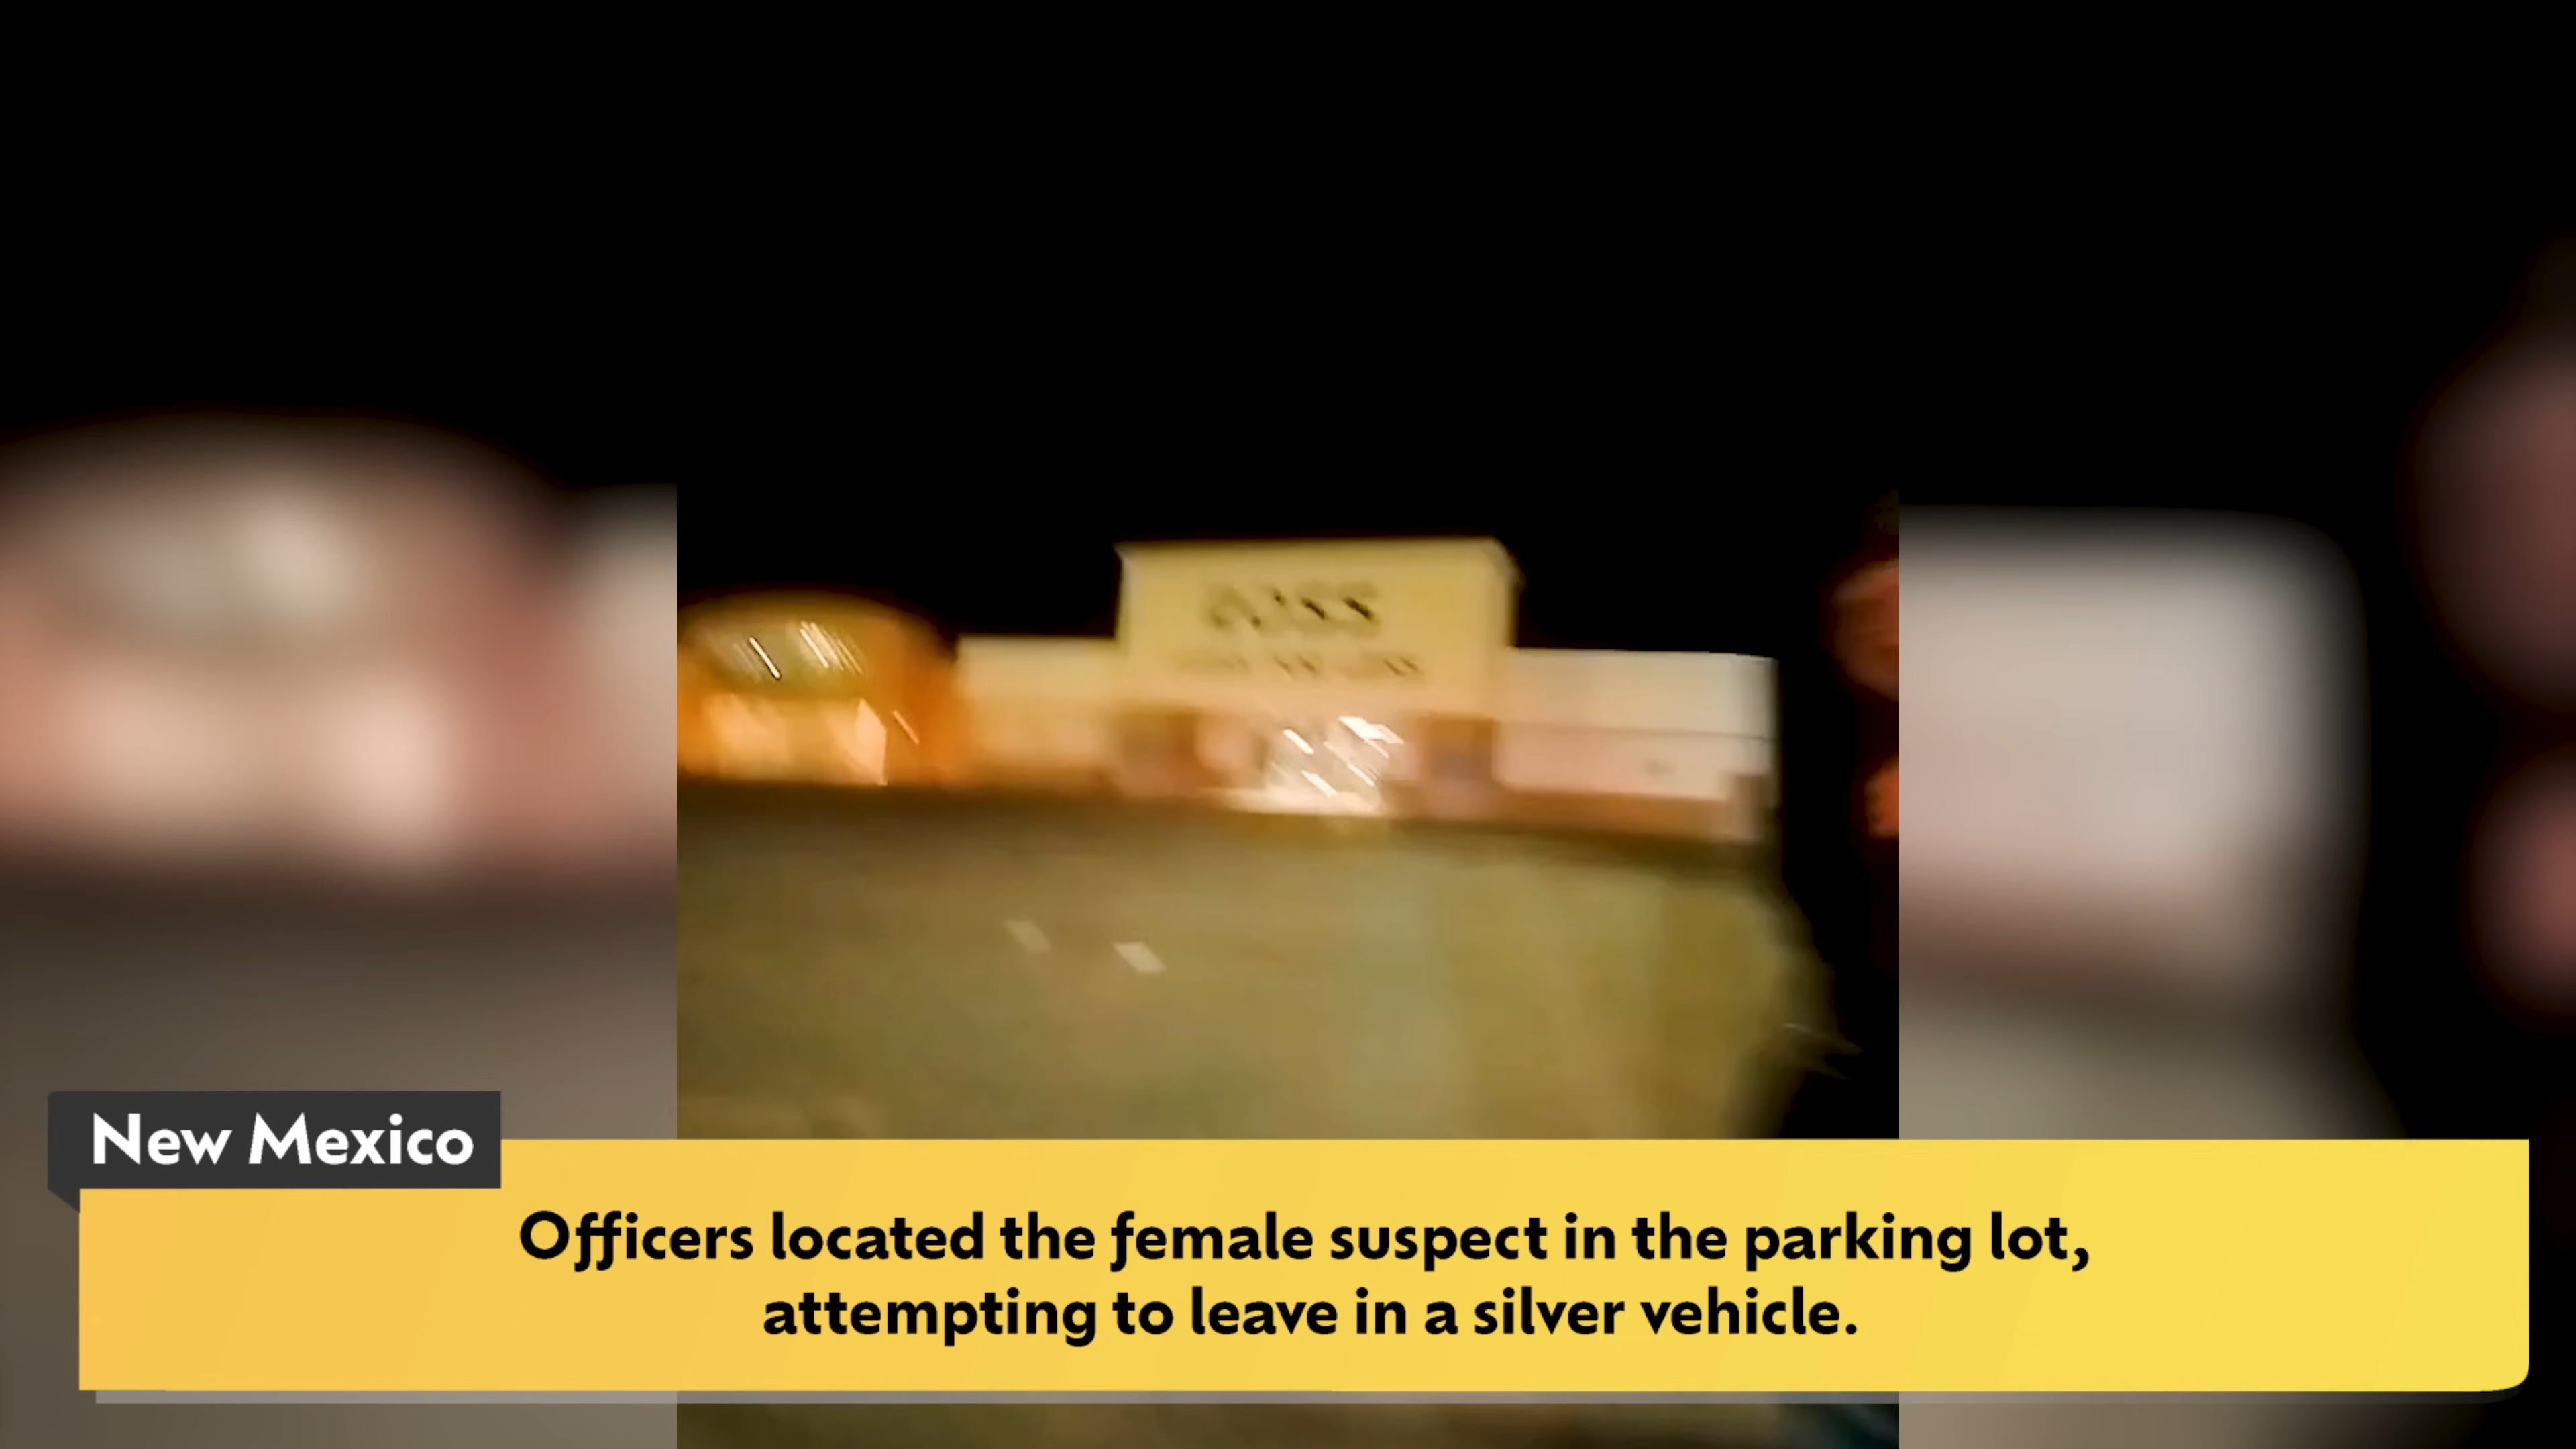 New Mexico
Officers located the female suspect in the parking lot,
attempting to leave in a silver vehicle.